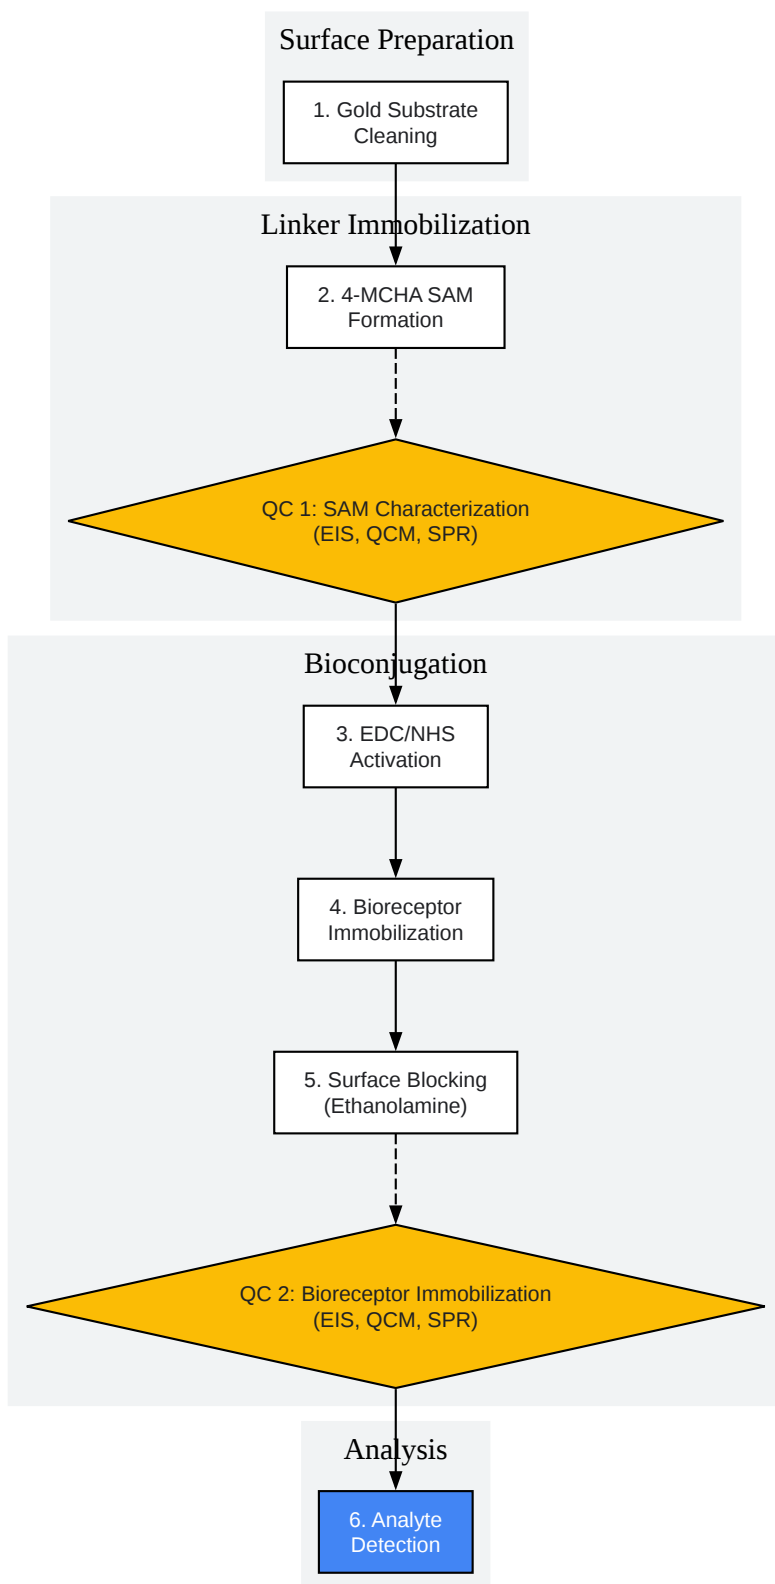 Surface Preparation
1. Gold Substrate
Cleaning
Linker Immobilization
2. 4-MCHA SAM
Formation
QC 1: SAM Characterization
(EIS, QCM, SPR)
Bioconjugation
3. EDC/NHS
Activation
4. Bioreceptor
Immobilization
5. Surface Blocking
(Ethanolamine)
QC 2: Bioreceptor Immobilization
(EIS, QCM, SPR)
Analysis
6. Analyte
Detection